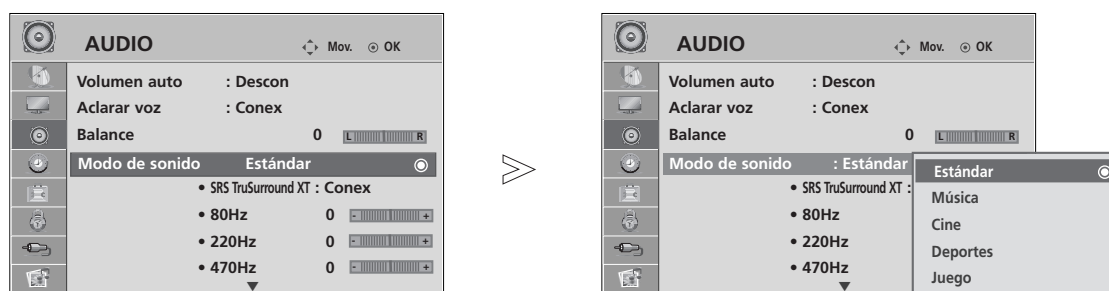 AUDIO
Mov. OK
Volumen auto : Descon
Aclarar voz : Conex
Balance 0 L R
Modo de sonido Estándar
• SRS TruSurround XT : Conex
• 80Hz 0 - +
• 220Hz 0 - +
• 470Hz 0 - +
AUDIO
Mov. OK
Volumen auto : Descon
Aclarar voz : Conex
Balance 0 L R
Modo de sonido : Estándar
• SRS TruSurround XT :
• 80Hz
• 220Hz
• 470Hz
Estándar
Música
Cine
Deportes
Juego